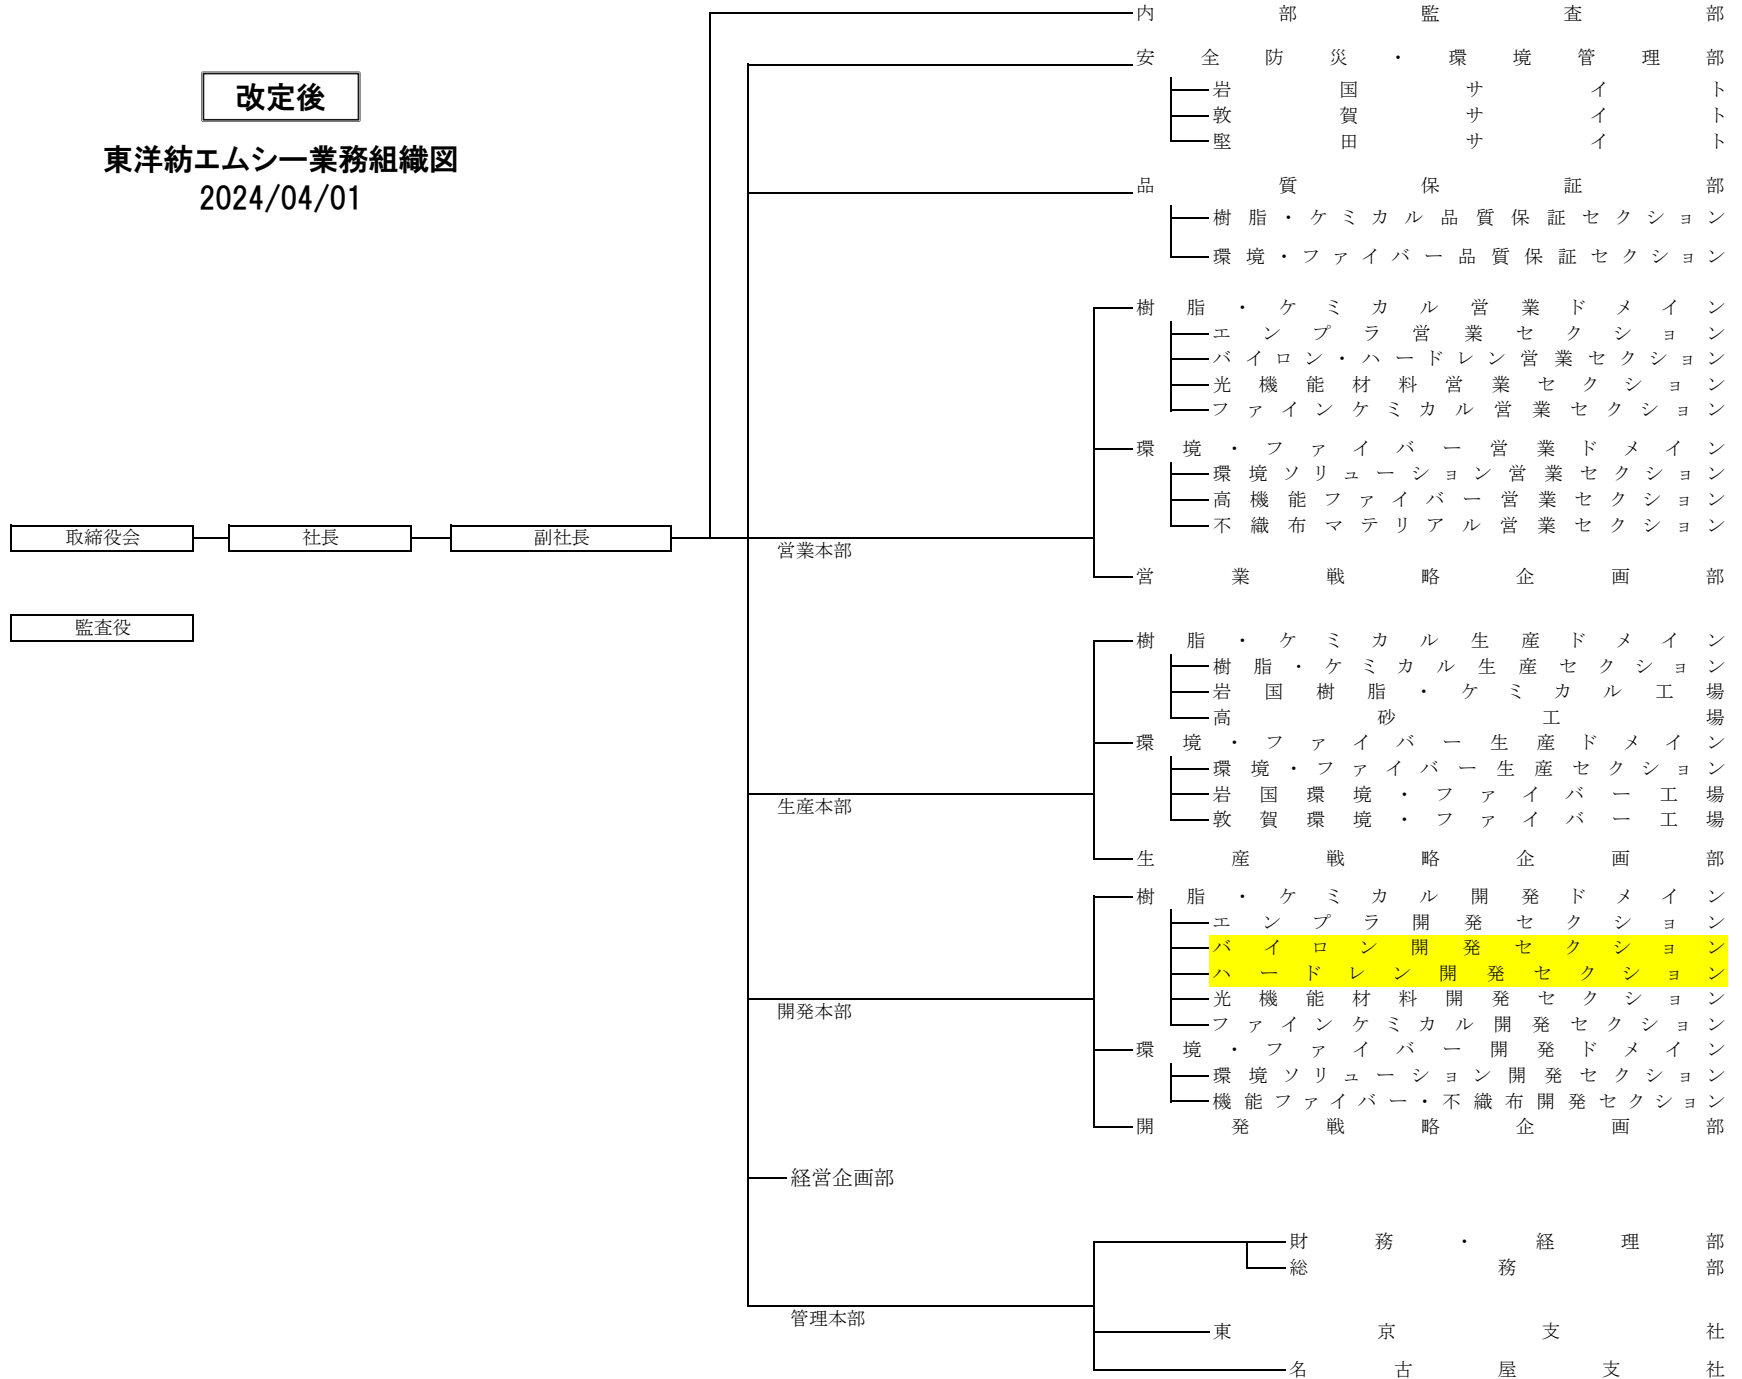 内部監査部
安全防災・環境管理部
岩国サイト
敦賀サイト
堅田サイト
改定後
東洋紡エムシー業務組織図
2024/04/01
品質保証部
樹脂・ケミカル品質保証セクション
環境・ファイバー品質保証セクション
樹脂・ケミカル営業ドメイン
エンプラ営業セクション
バイロン・ハードレン営業セクション
光機能材料営業セクション
ファインケミカル営業セクション
環境・ファイバー営業ドメイン
環境ソリューション営業セクション
高機能ファイバー営業セクション
不織布マテリアル営業セクション
取締役会
社長
副社長
営業本部
営業戦略企画部
監査役
樹脂・ケミカル生産ドメイン
樹脂・ケミカル生産セクション
岩国樹脂・ケミカル工場
高砂工場
環境・ファイバー生産ドメイン
環境・ファイバー生産セクション
岩国環境・ファイバー工場
敦賀環境・ファイバー工場
生産本部
生産戦略企画部
樹脂・ケミカル開発ドメイン
エンプラ開発セクション
バイロン開発セクション
ハードレン開発セクション
光機能材料開発セクション
ファインケミカル開発セクション
開発本部
環境・ファイバー開発ドメイン
環境ソリューション開発セクション
機能ファイバー・不織布開発セクション
開発戦略企画部
経営企画部
財務・経理部
総務部
管理本部
東京支社
名古屋支社